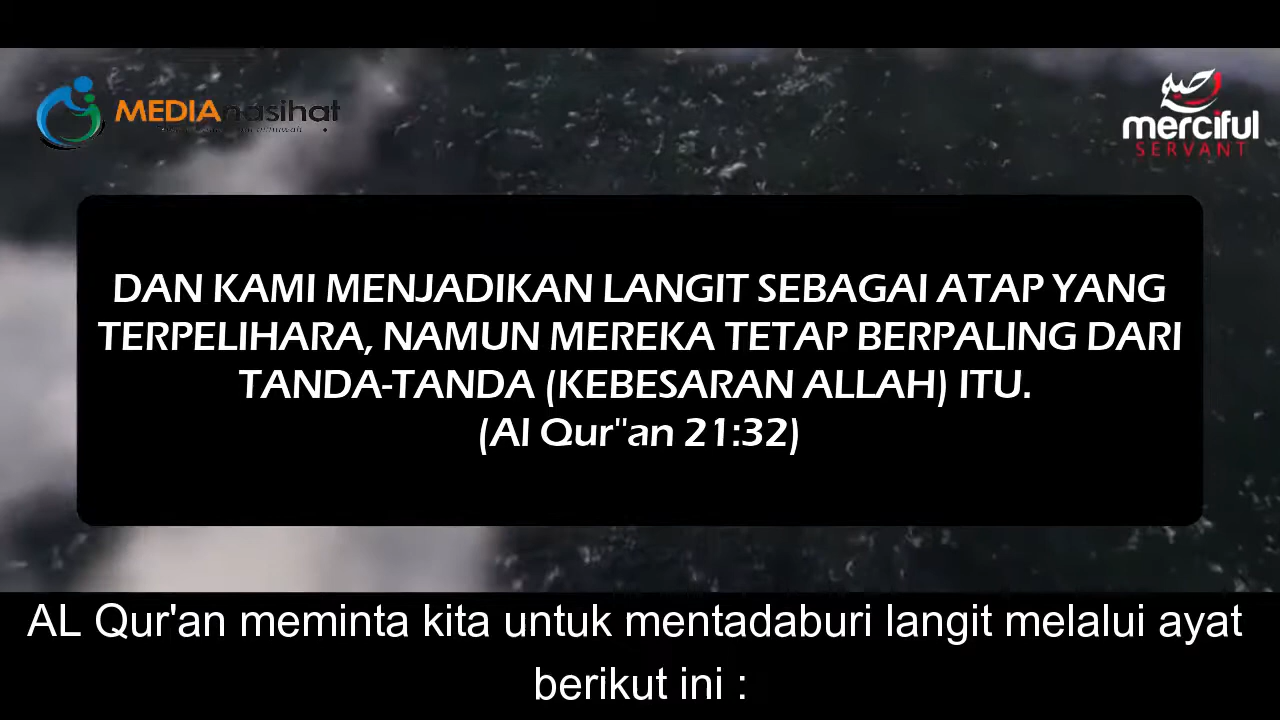 MEDIAnasihat
merciful
SERVANT
DAN KAMI MENJADIKAN LANGIT SEBAGAI ATAP YANG
TERPELIHARA, NAMUN MEREKA TETAP BERPALING DARI
TANDA-TANDA (KEBESARAN ALLAH) ITU.
(Al Qur"an 21:32)
AL Qur'an meminta kita untuk mentadaburi langit melalui ayat
berikut ini :